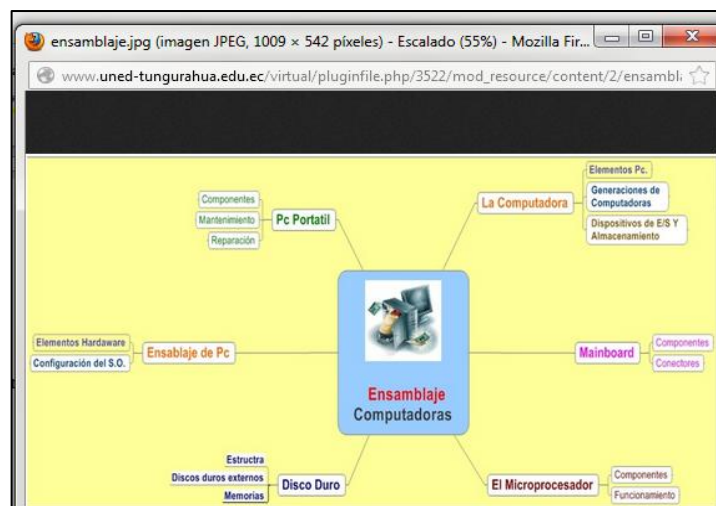 ensamblaje.jpg (imagen JPEG, 1009 × 542 píxeles) - Escalado (55%) - Mozilla Fir...
www.uned-tungurahua.edu.ec/virtual/pluginfile.php/3522/mod_resource/content/2/ensambl
Componentes
Mantenimiento
Reparación
Pc Portatil
La Computadora
Elementos Pc.
Generaciones de
Computadoras
Dispositivos de E/S Y
Almacenamiento
Elementos Hardware
Configuración del S.O.
Ensablaje de Pc
Mainboard
Componentes
Conectores
Ensamblaje
Computadoras
Estructra
Discos duros externos
Memorias
Disco Duro
El Microprocesador
Componentes
Funcionamiento